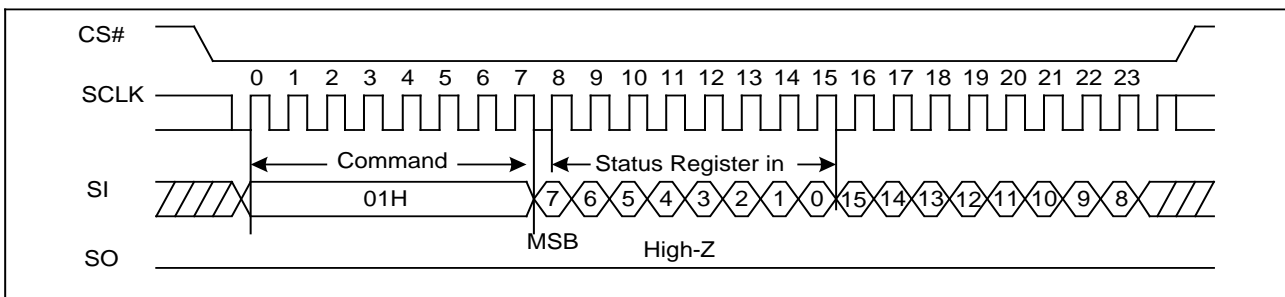 CS#
0 1 2 3 4 5 6 7 8 9 10 11 12 13 14 15 16 17 18 19 20 21 22 23
SCLK
Command Status Register in
SI 01H 7 6 5 4 3 2 1 0 15 14 13 12 11 10 9 8
MSB High-Z
SO